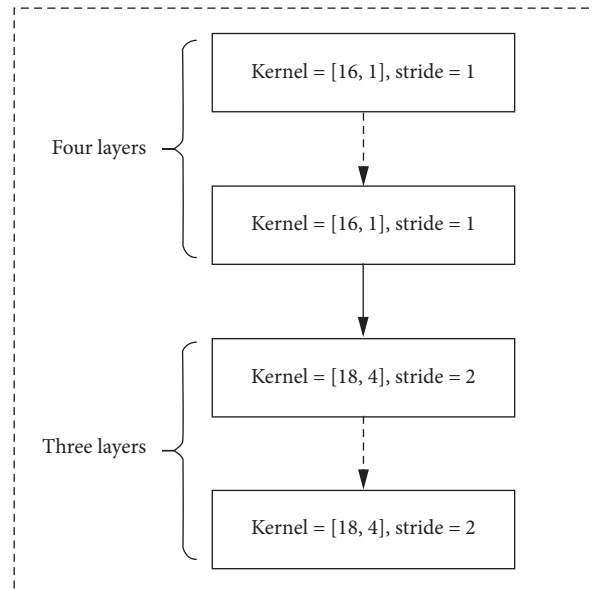 Kernel = [16, 1], stride = 1
Four layers
Kernel = [16, 1], stride = 1
Kernel = [18, 4], stride = 2
Three layers
Kernel = [18, 4], stride = 2